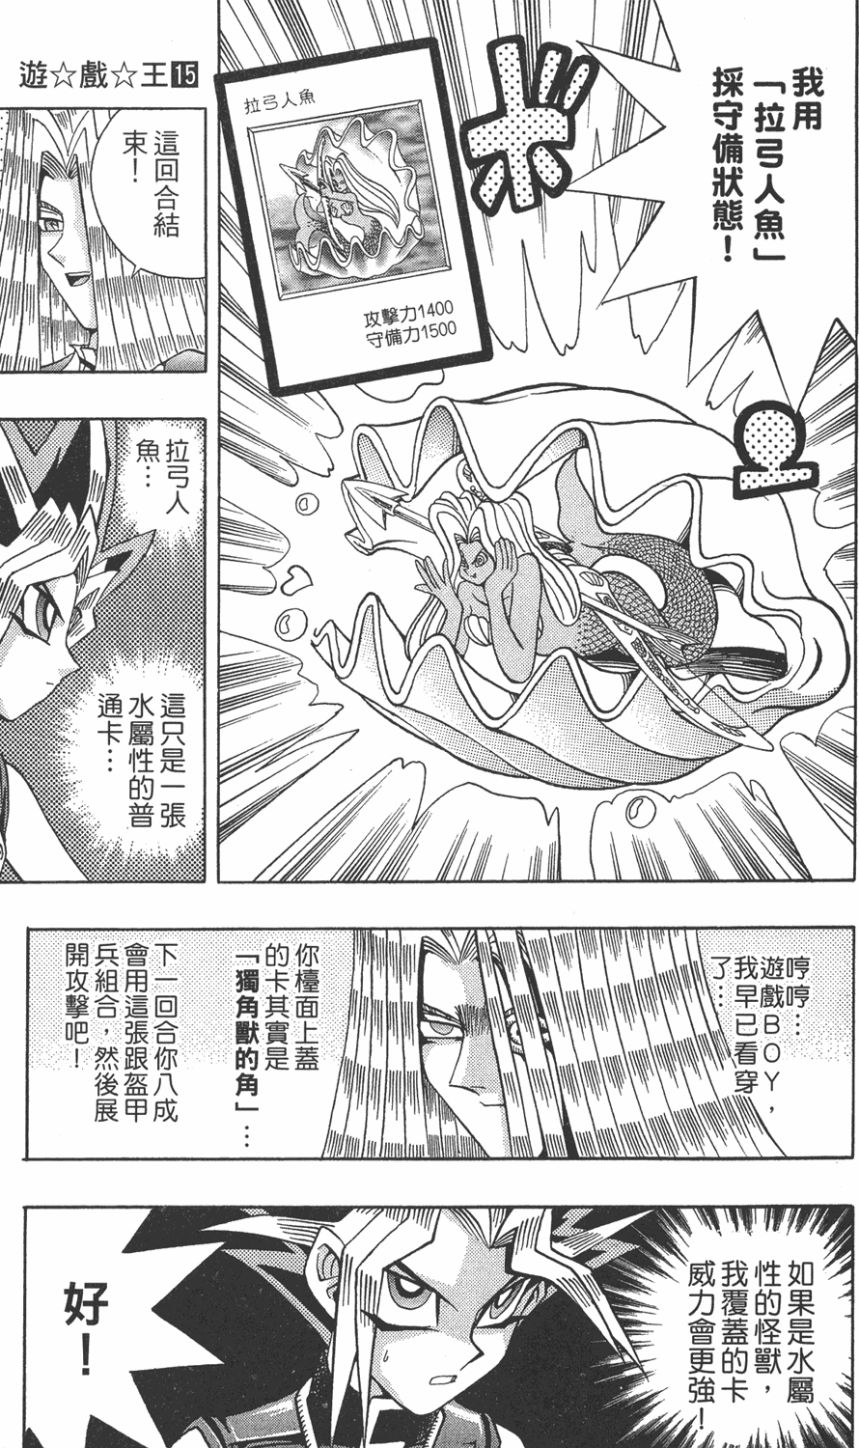 遊☆戲☆王15
我用
「拉弓人魚」
採守備狀態！
ボ
拉弓人魚
攻擊力1400
守備力1500
這回合結
束！
拉弓人
魚…
這只是一張
水屬性的普
通卡…
哼哼…
遊戲BOY，
我早已看穿
了…
你檯面上蓋
的卡其實是
「獨角獸的角」…
下一回合你八成
會用這張跟盔甲
兵組合，然後展
開攻擊吧！
如果是水屬
性的怪獸，
我覆蓋的卡
威力會更強！
好！